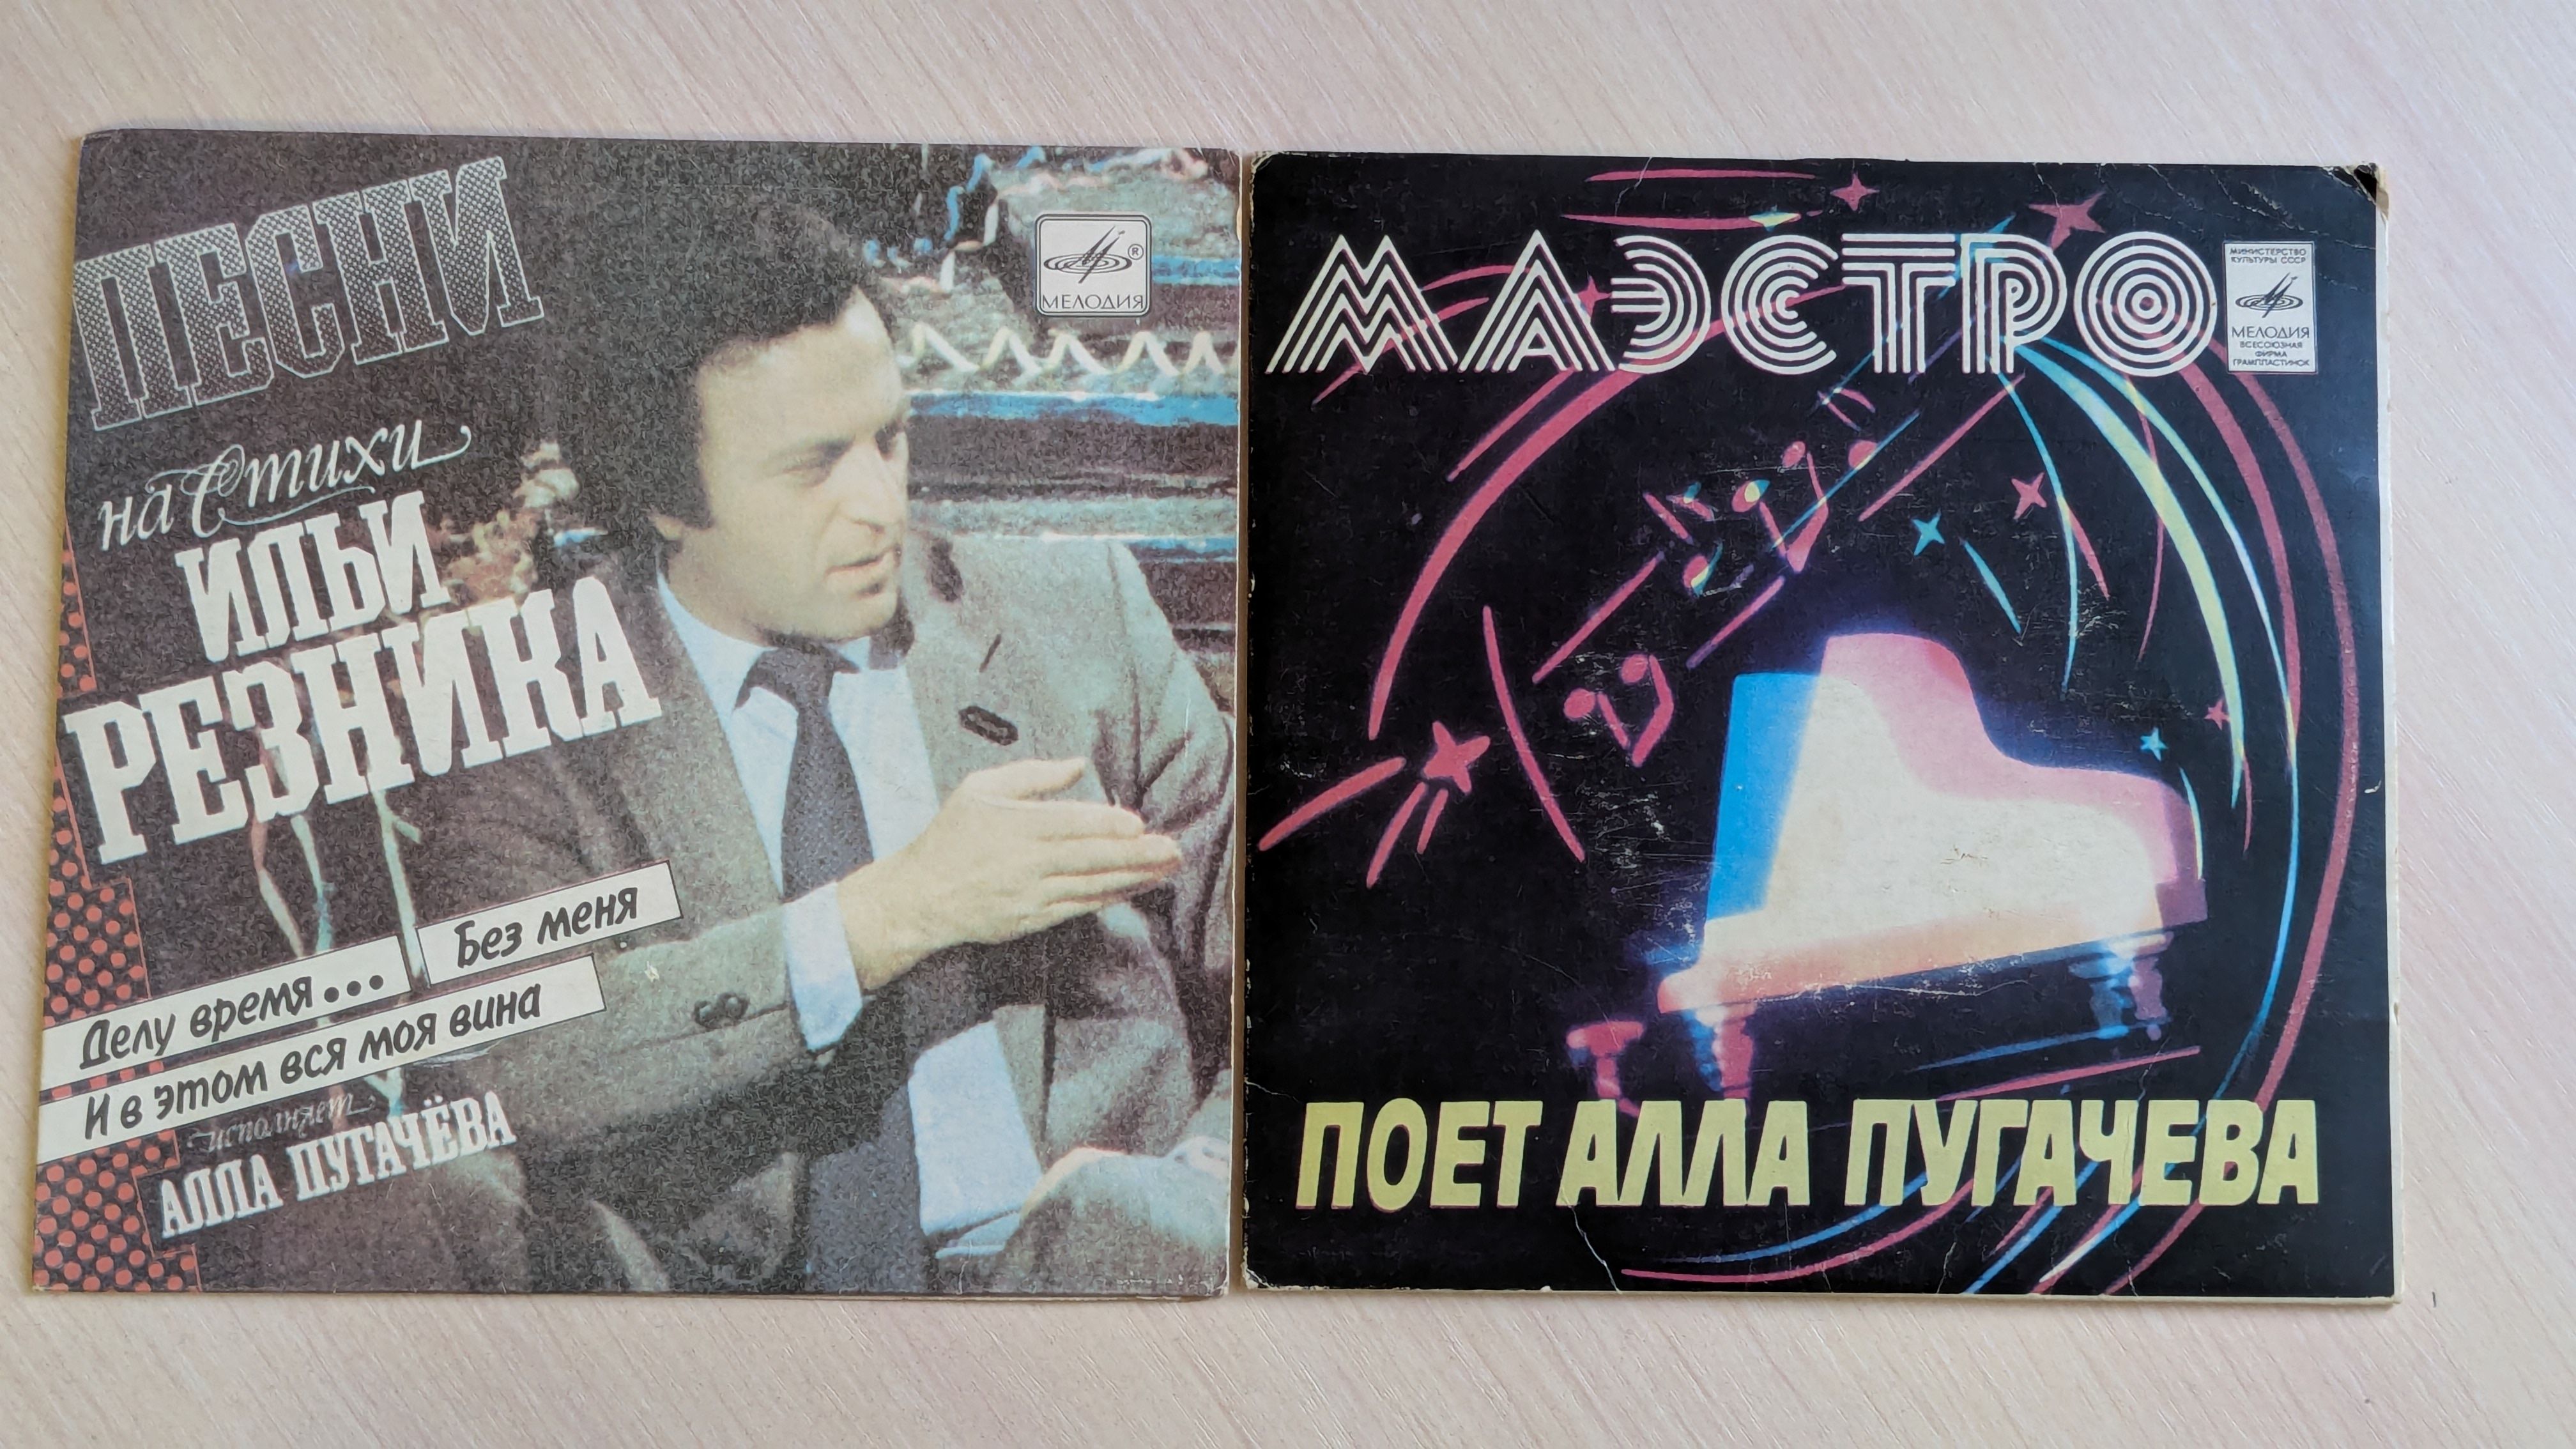 ПЕСНИ
на Стихи
ИЛЬИ
РЕЗНИКА
МЕЛОДИЯ
Делу время...
Без меня
И в этом вся моя вина
исполняет
АЛЛА ПУГАЧЁВА
МАЭСТРО
МИНИСТЕРСТВО
КУЛЬТУРЫ СССР
МЕЛОДИЯ
ВСЕСОЮЗНАЯ
ФИРМА
ГРАМПЛАСТИНОК
ПОЕТ АЛЛА ПУГАЧЕВА